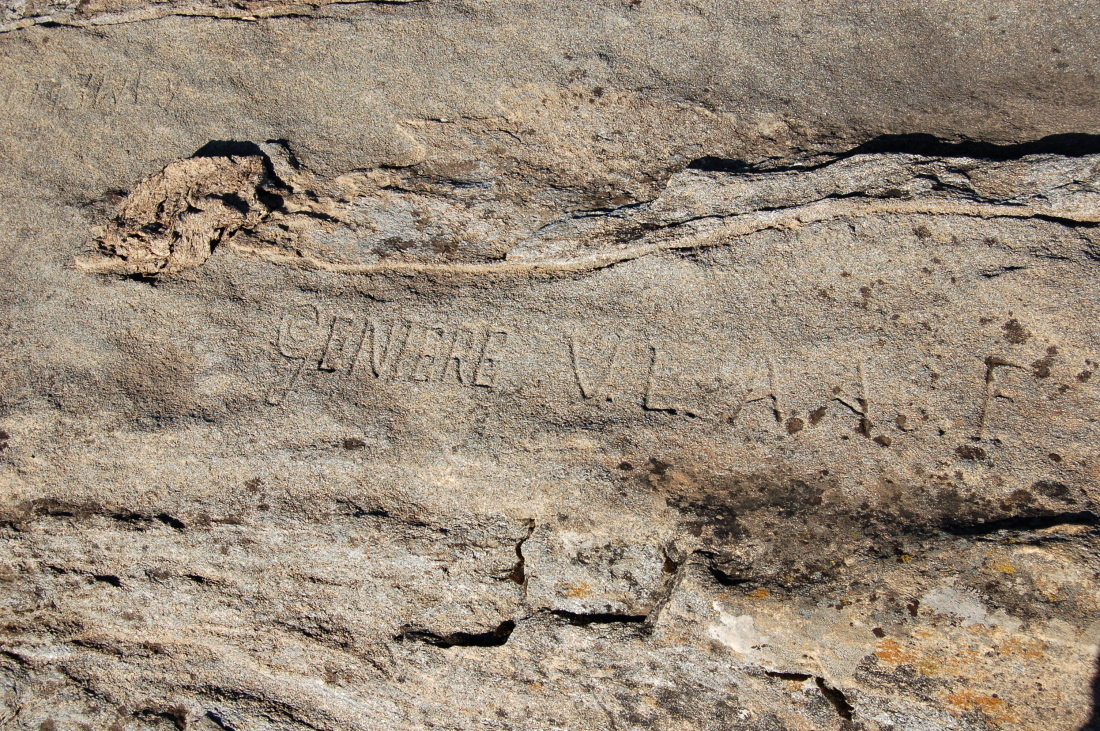 GENIERE V. L. A. A. F